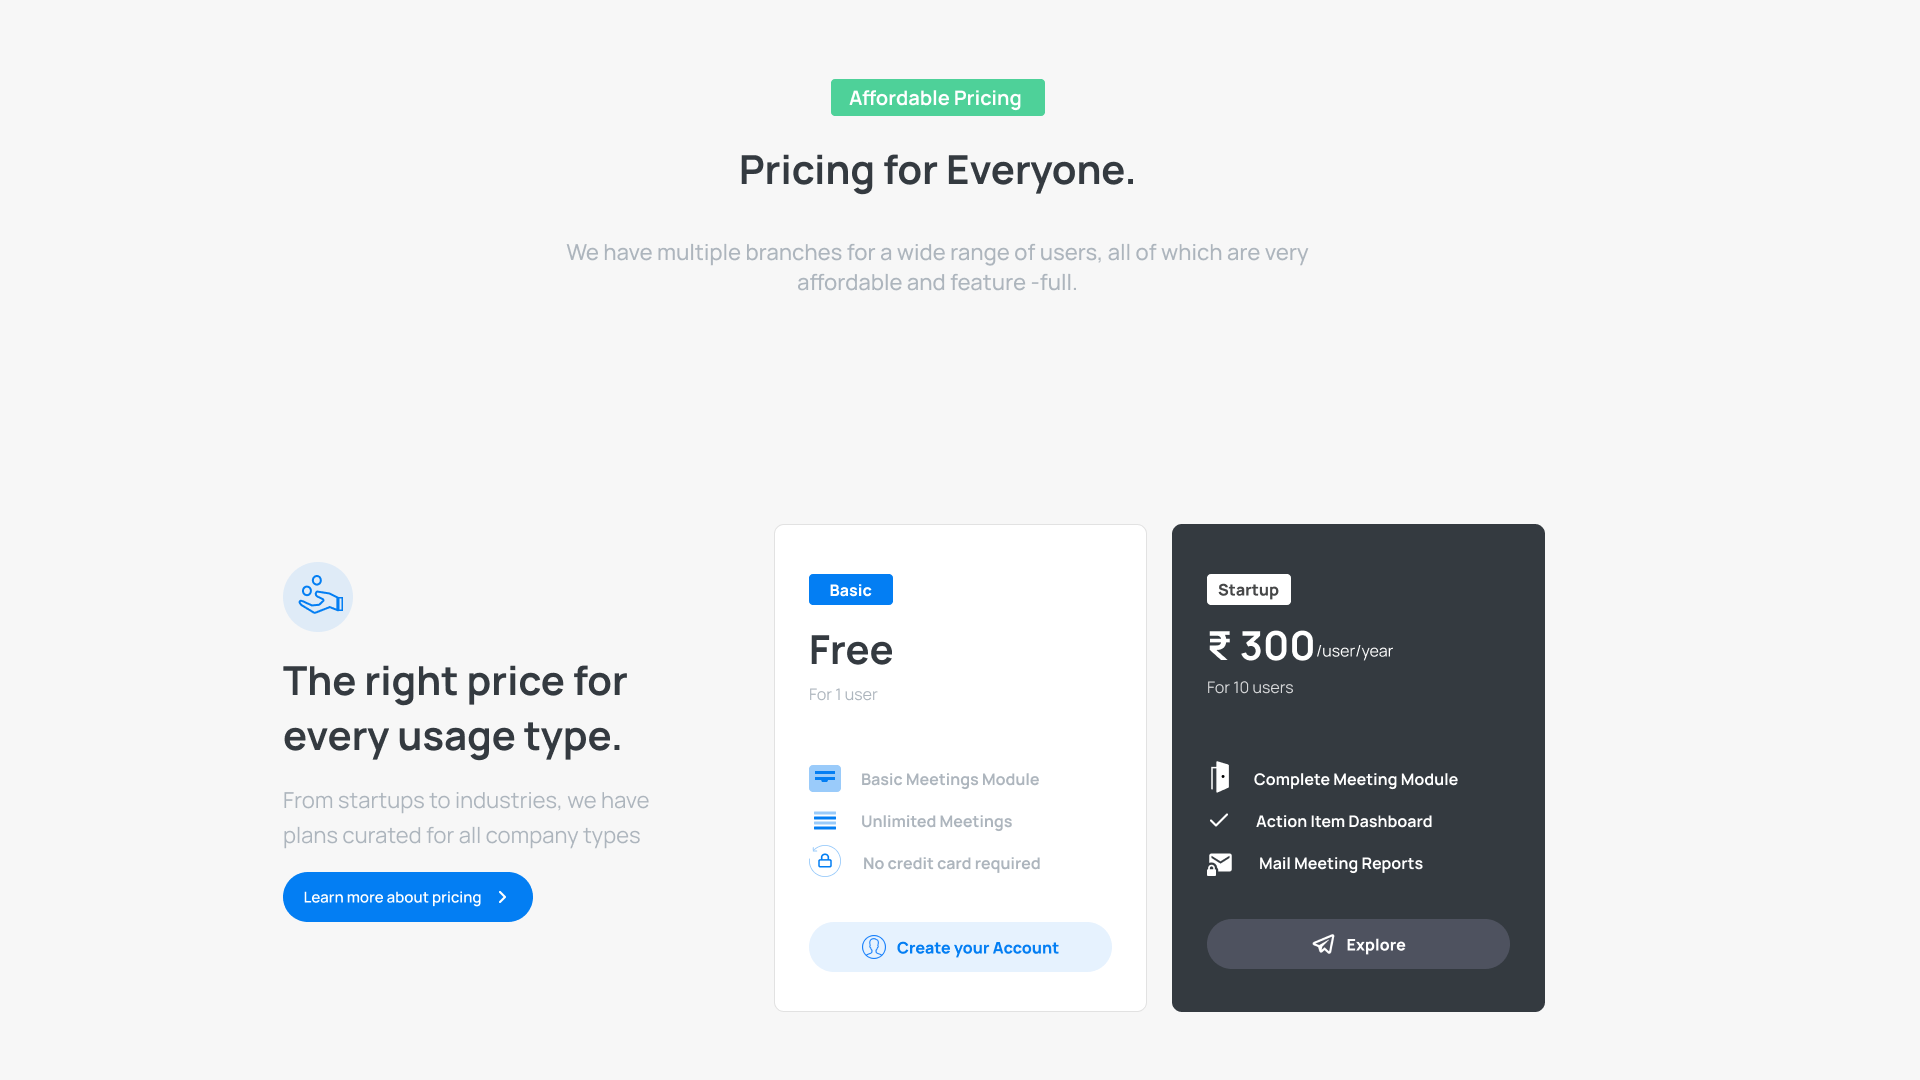 Affordable Pricing
Pricing for Everyone.
We have multiple branches for a wide range of users, all of which are very
affordable and feature -full.
The right price for
every usage type.
From startups to industries, we have
plans curated for all company types
Learn more about pricing
Basic
Free
For 1 user
Basic Meetings Module
Unlimited Meetings
No credit card required
Create your Account
Startup
₹ 300/user/year
For 10 users
Complete Meeting Module
Action Item Dashboard
Mail Meeting Reports
Explore